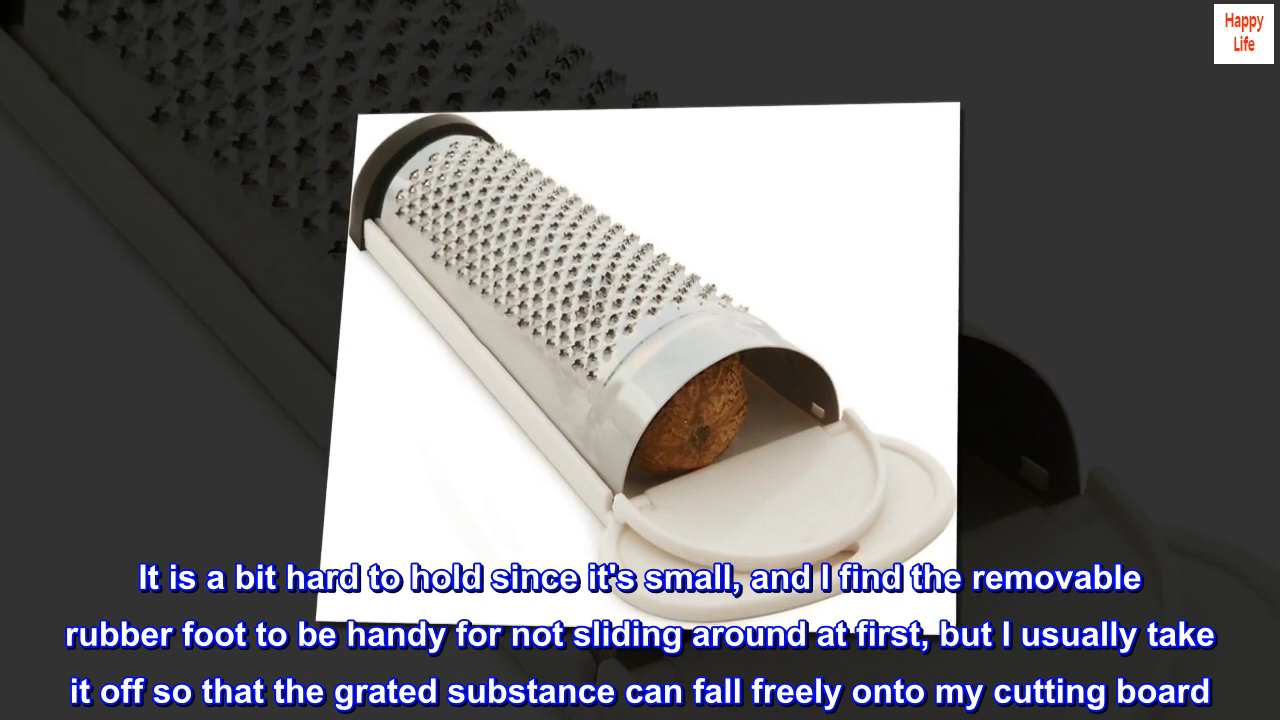 Happy
Life
It is a bit hard to hold since it's small, and I find the removable
rubber foot to be handy for not sliding around at first, but I usually take
it off so that the grated substance can fall freely onto my cutting board